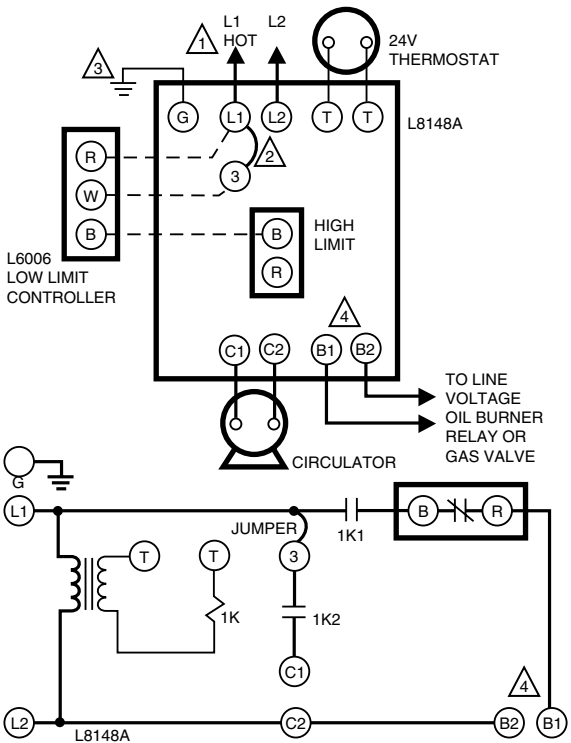 L1 L2
HOT
1
24V
THERMOSTAT
3
G L1 L2 T T
L8148A
2
3
R
W
B
L6006
LOW LIMIT
CONTROLLER
HIGH
LIMIT
B
R
4
C1 C2 B1 B2
TO LINE
VOLTAGE
OIL BURNER
RELAY OR
GAS VALVE
CIRCULATOR
G
L1
JUMPER
1K1
B R
T T
3
1K
1K2
C1
4
L2 C2 B2 B1
L8148A